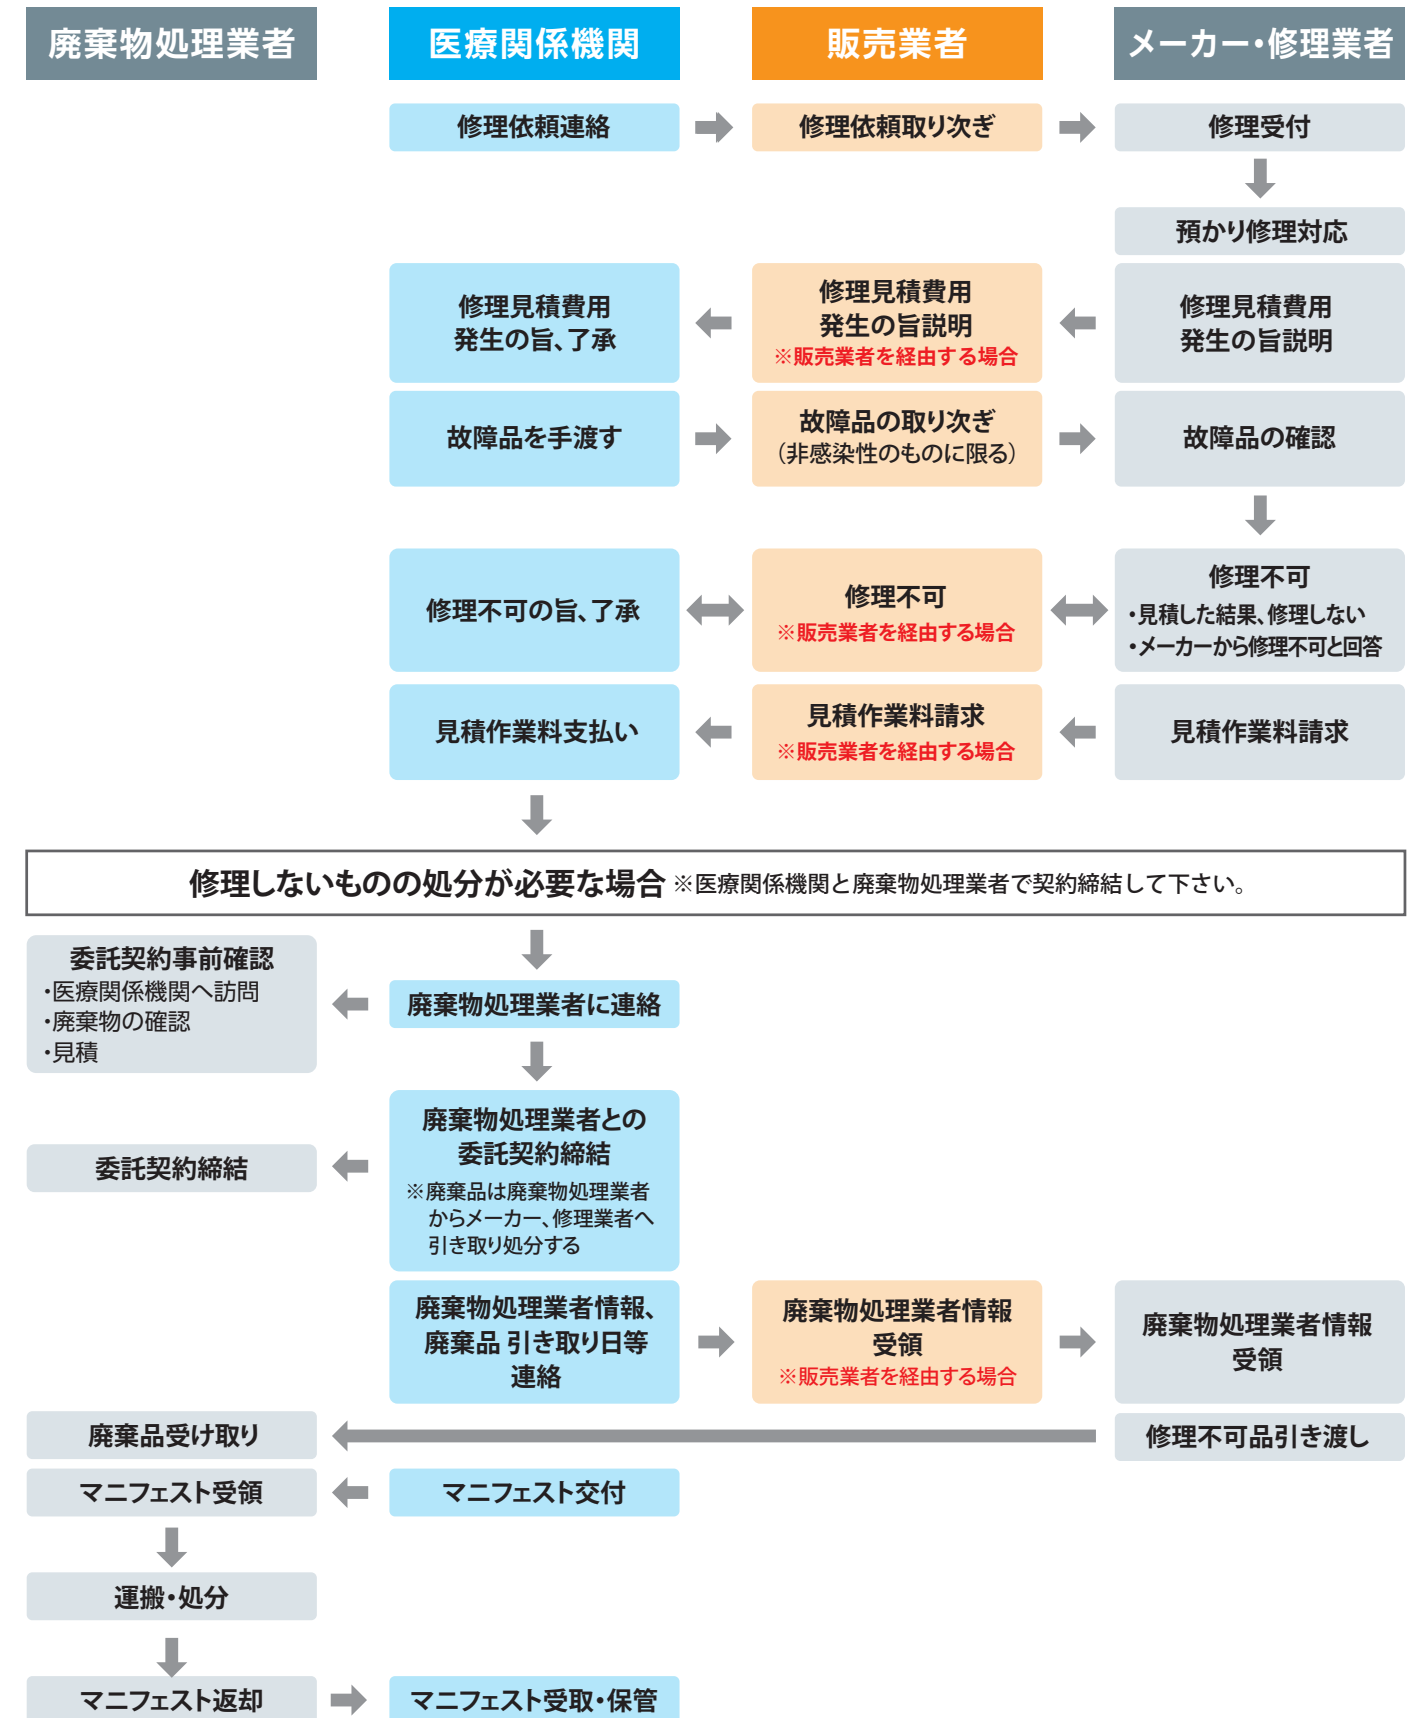 廃棄物処理業者
医療関係機関
販売業者
メーカー・修理業者
修理依頼連絡
修理依頼取り次ぎ
修理受付
預かり修理対応
修理見積費用
発生の旨、了承
修理見積費用
発生の旨説明
※販売業者を経由する場合
修理見積費用
発生の旨説明
故障品を手渡す
故障品の取り次ぎ
（非感染性のものに限る）
故障品の確認
修理不可の旨、了承
修理不可
※販売業者を経由する場合
修理不可
・見積した結果、修理しない
・メーカーから修理不可と回答
見積作業料支払い
見積作業料請求
※販売業者を経由する場合
見積作業料請求
修理しないものの処分が必要な場合 ※医療関係機関と廃棄物処理業者で契約締結して下さい。
委託契約事前確認
・医療関係機関へ訪問
・廃棄物の確認
・見積
廃棄物処理業者に連絡
委託契約締結
廃棄物処理業者との
委託契約締結
※廃棄品は廃棄物処理業者
からメーカー、修理業者へ
引き取り処分する
廃棄物処理業者情報、
廃棄品 引き取り日等
連絡
廃棄物処理業者情報
受領
※販売業者を経由する場合
廃棄物処理業者情報
受領
廃棄品受け取り
修理不可品引き渡し
マニフェスト受領
マニフェスト交付
運搬・処分
マニフェスト返却
マニフェスト受取・保管